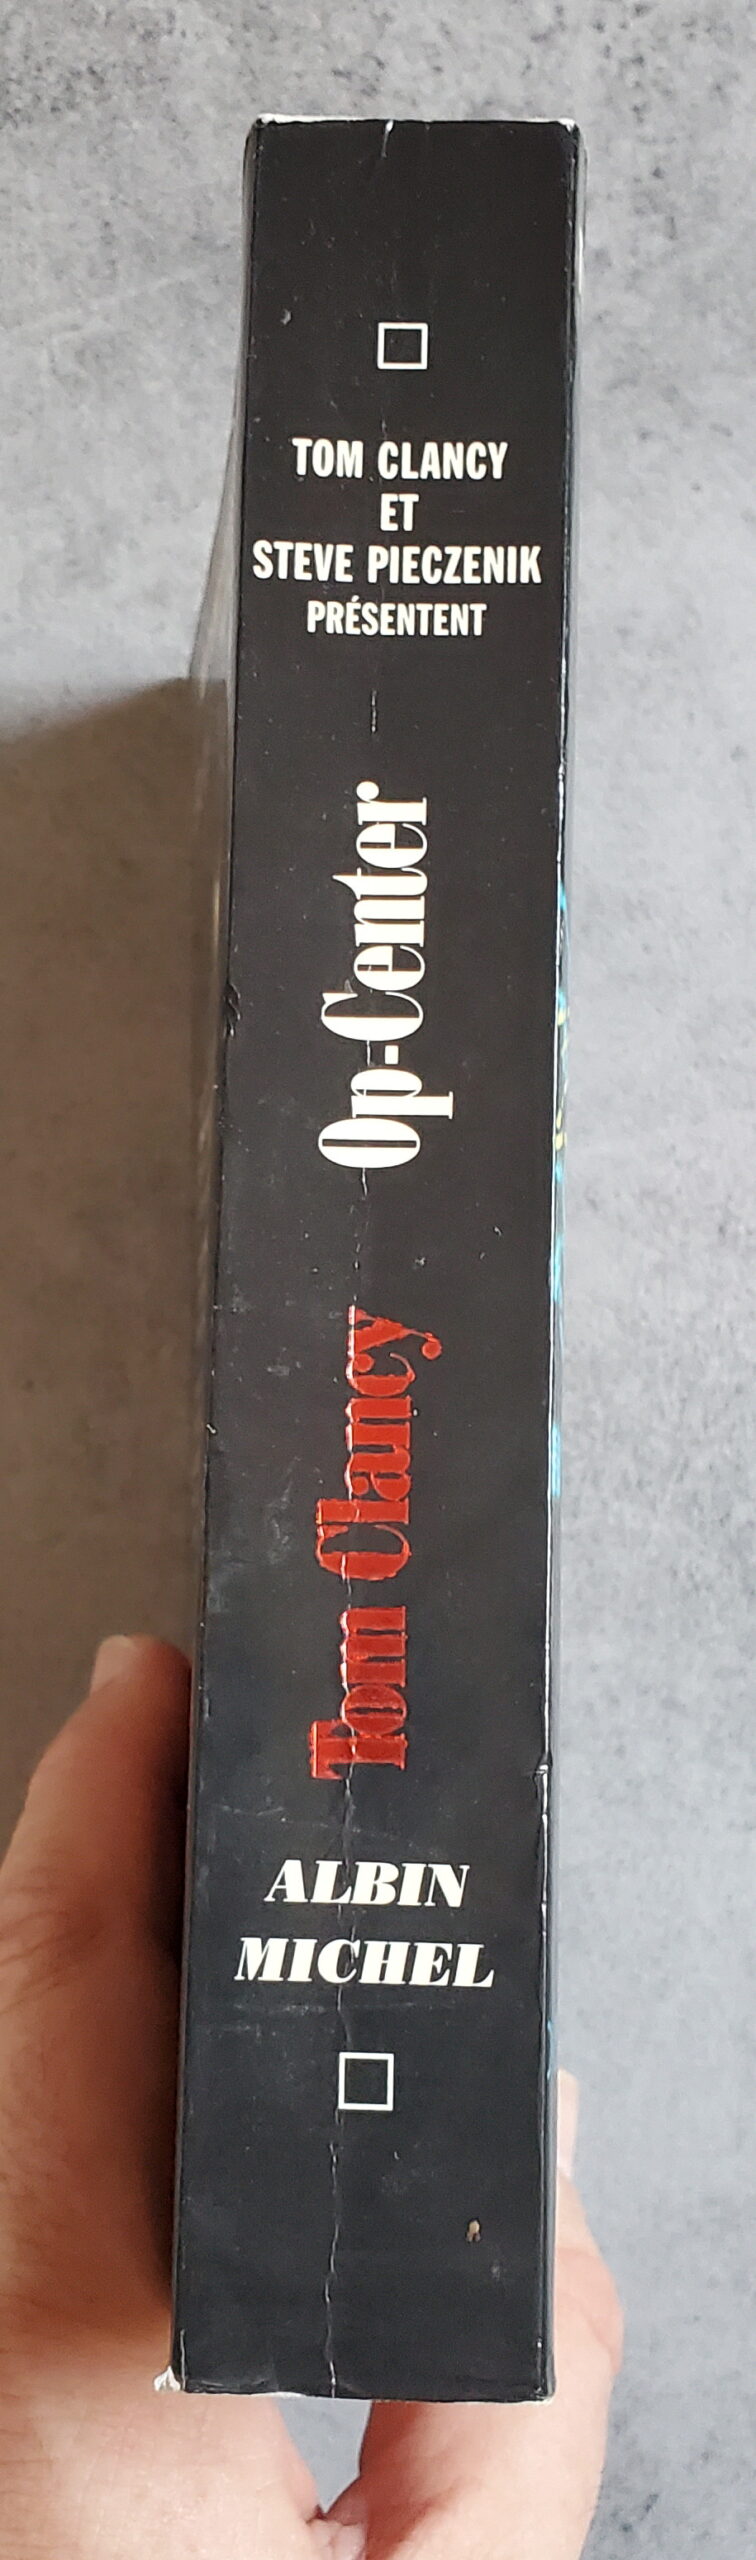 TOM CLANCY
ET
STEVE PIECZENIK
PRÉSENTENT
Op-Center
Tom Clancy
ALBIN
MICHEL